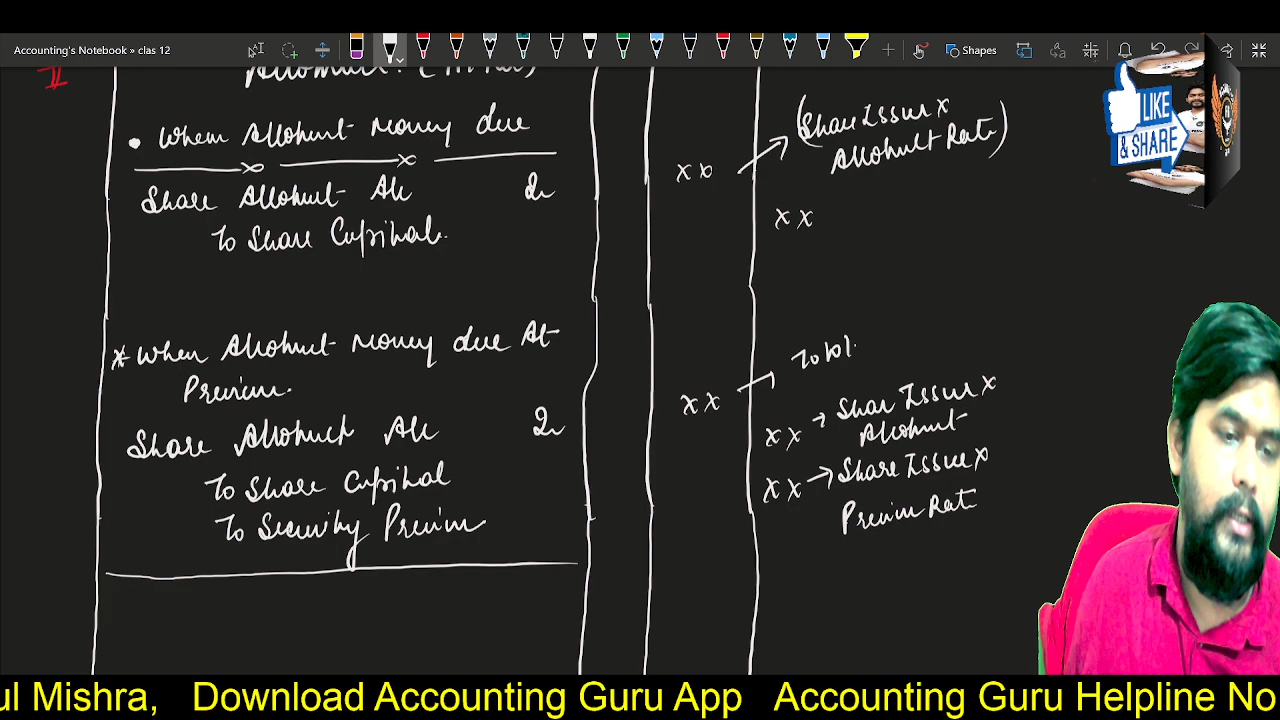 Accounting's Notebook » clas 12
Shapes
II
Allotment (
• When Allotment Money due
Share Allotment A/c Dr
To Share Capital
xx
(Share Issue x
Allotment Rate)
xx
LIKE
& SHARE
* When Allotment Money due At
Premium.
Share Allotment A/c Dr
To Share Capital
To Security Premium
xx → Total
xx → Share Issue x
Allotment
xx → Share Issue x
Premium Rate
ul Mishra, Download Accounting Guru App Accounting Guru Helpline No